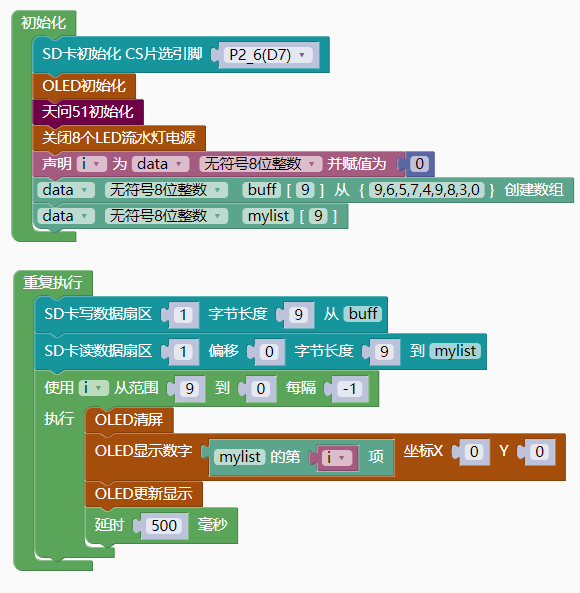 初始化
SD卡初始化 CS片选引脚 P2_6(D7)
OLED初始化
天问51初始化
关闭8个LED流水灯电源
声明 i 为 data 无符号8位整数 并赋值为 0
data 无符号8位整数 buff [ 9 ] 从 { 9,6,5,7,4,9,8,3,0 } 创建数组
data 无符号8位整数 mylist [ 9 ]
重复执行
SD卡写数据扇区 1 字节长度 9 从 buff
SD卡读数据扇区 1 偏移 0 字节长度 9 到 mylist
使用 i 从范围 9 到 0 每隔 -1
执行 OLED清屏
OLED显示数字 mylist 的第 i 项 坐标X 0 Y 0
OLED更新显示
延时 500 毫秒